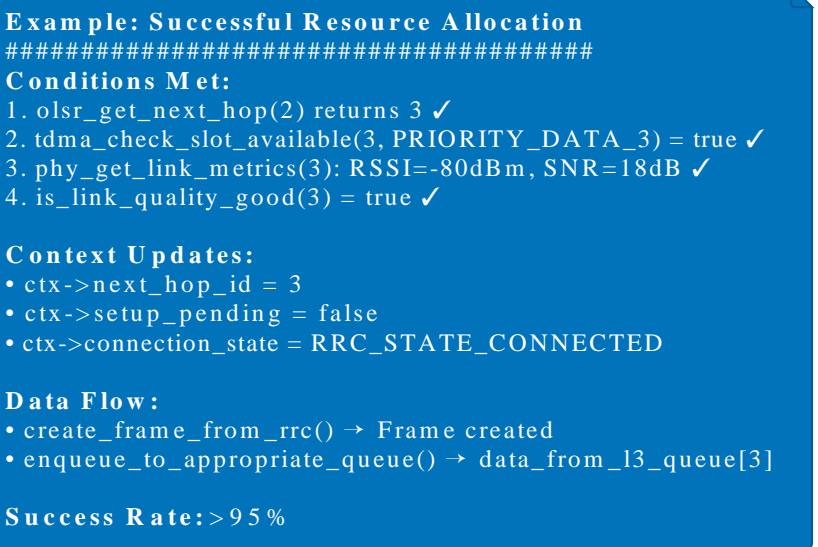 Example: Successful Resource Allocation
#######################################
Conditions Met:
1. olsr_get_next_hop(2) returns 3 ✓
2. tdma_check_slot_available(3, PRIORITY_DATA_3) = true ✓
3. phy_get_link_metrics(3): RSSI=-80dBm, SNR=18dB ✓
4. is_link_quality_good(3) = true ✓
Context Updates:
• ctx->next_hop_id = 3
• ctx->setup_pending = false
• ctx->connection_state = RRC_STATE_CONNECTED
Data Flow:
• create_frame_from_rrc() → Frame created
• enqueue_to_appropriate_queue() → data_from_l3_queue[3]
Success Rate: >95%